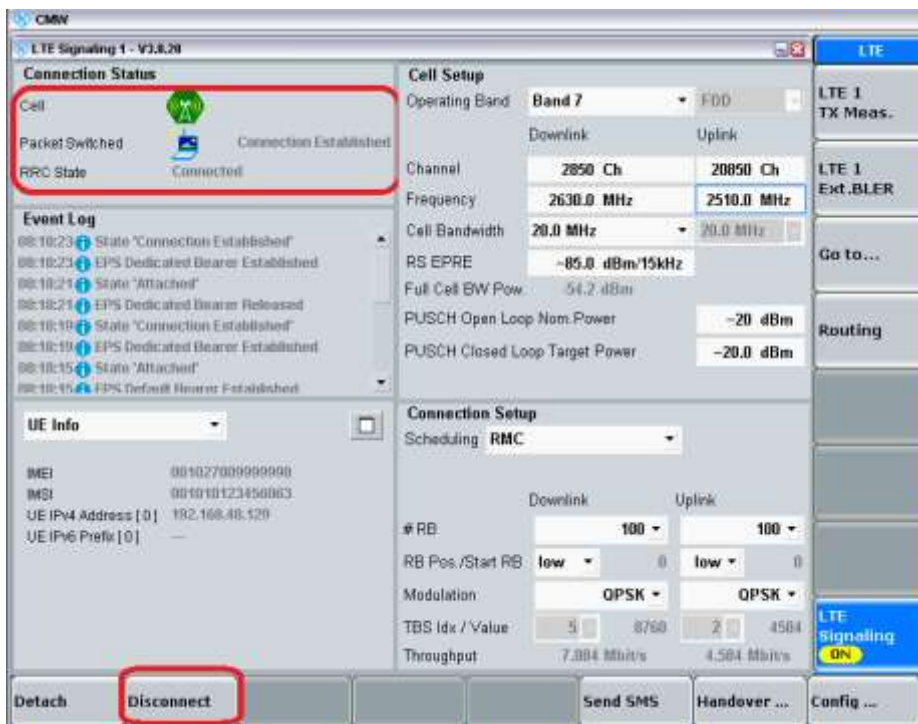 CMW
LTE Signaling 1 - V3.0.20
LTE
Connection Status
Cell
Packet Switched Connection Established
RRC State Connected
Event Log
08:10:23 State "Connection Established"
08:10:23 EPS Dedicated Bearer Established
08:10:21 State "Attached"
08:10:21 EPS Dedicated Bearer Released
08:10:19 State "Connection Established"
08:10:19 EPS Dedicated Bearer Established
08:10:15 State "Attached"
08:10:15 EPS Default Bearer Established
UE Info
IMEI
IMSI
UE IPv4 Address [0] 192.168.48.129
UE IPv6 Prefix [0] ---
Cell Setup
Operating Band Band 7 FDD
Downlink Uplink
Channel 2850 Ch 20850 Ch
Frequency 2630.0 MHz 2510.0 MHz
Cell Bandwidth 20.0 MHz 20.0 MHz
RS EPRE -85.0 dBm/15kHz
Full Cell BW Pow. -54.2 dBm
PUSCH Open Loop Nom.Power -20 dBm
PUSCH Closed Loop Target Power -20.0 dBm
Connection Setup
Scheduling RMC
Downlink Uplink
# RB 100 100
RB Pos./Start RB low 0 low 0
Modulation QPSK QPSK
TBS Idx / Value 5 8760 2 4584
Throughput 7.884 Mbit/s 4.584 Mbit/s
LTE 1
TX Meas.
LTE 1
Ext.BLER
Go to...
Routing
LTE
Signaling
ON
Detach Disconnect Send SMS Handover ... Config ...